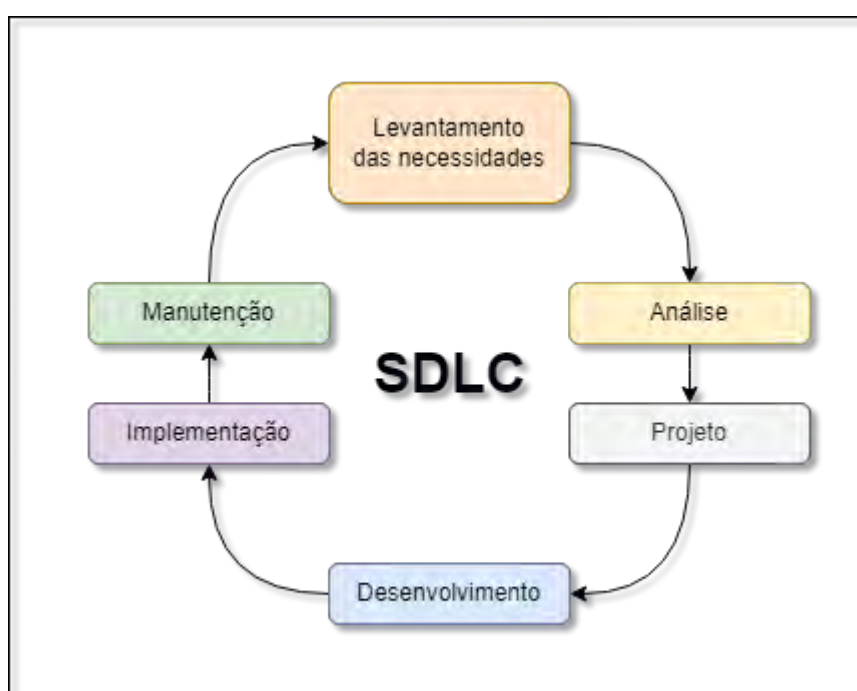 Levantamento
das necessidades
Análise
Projeto
Desenvolvimento
Implementação
Manutenção
SDLC